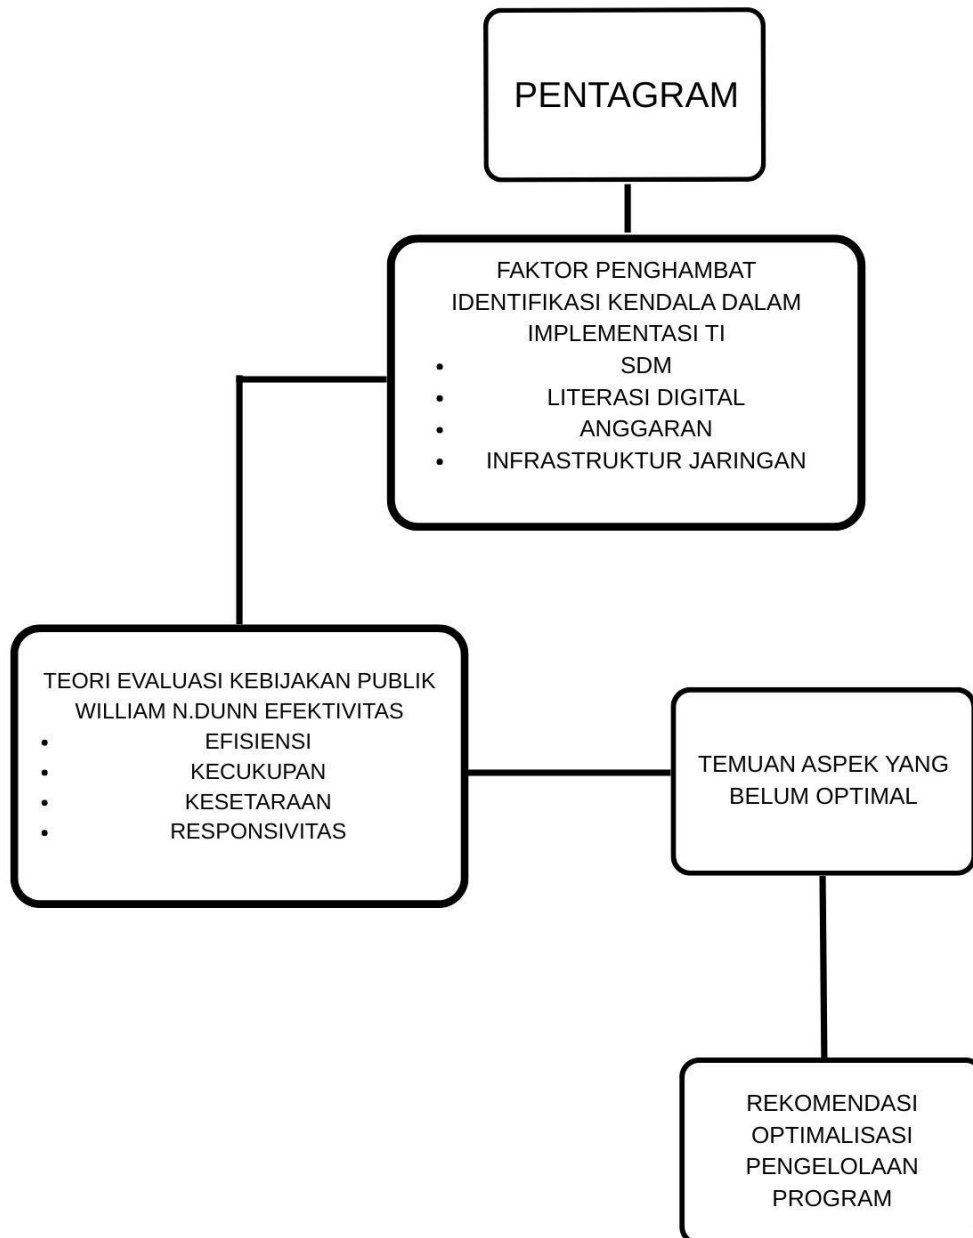 PENTAGRAM
FAKTOR PENGHAMBAT
IDENTIFIKASI KENDALA DALAM
IMPLEMENTASI TI
• SDM
• LITERASI DIGITAL
• ANGGARAN
• INFRASTRUKTUR JARINGAN
TEORI EVALUASI KEBIJAKAN PUBLIK
WILLIAM N.DUNN EFEKTIVITAS
• EFISIENSI
• KECUKUPAN
• KESETARAAN
• RESPONSIVITAS
TEMUAN ASPEK YANG
BELUM OPTIMAL
REKOMENDASI
OPTIMALISASI
PENGELOLAAN
PROGRAM